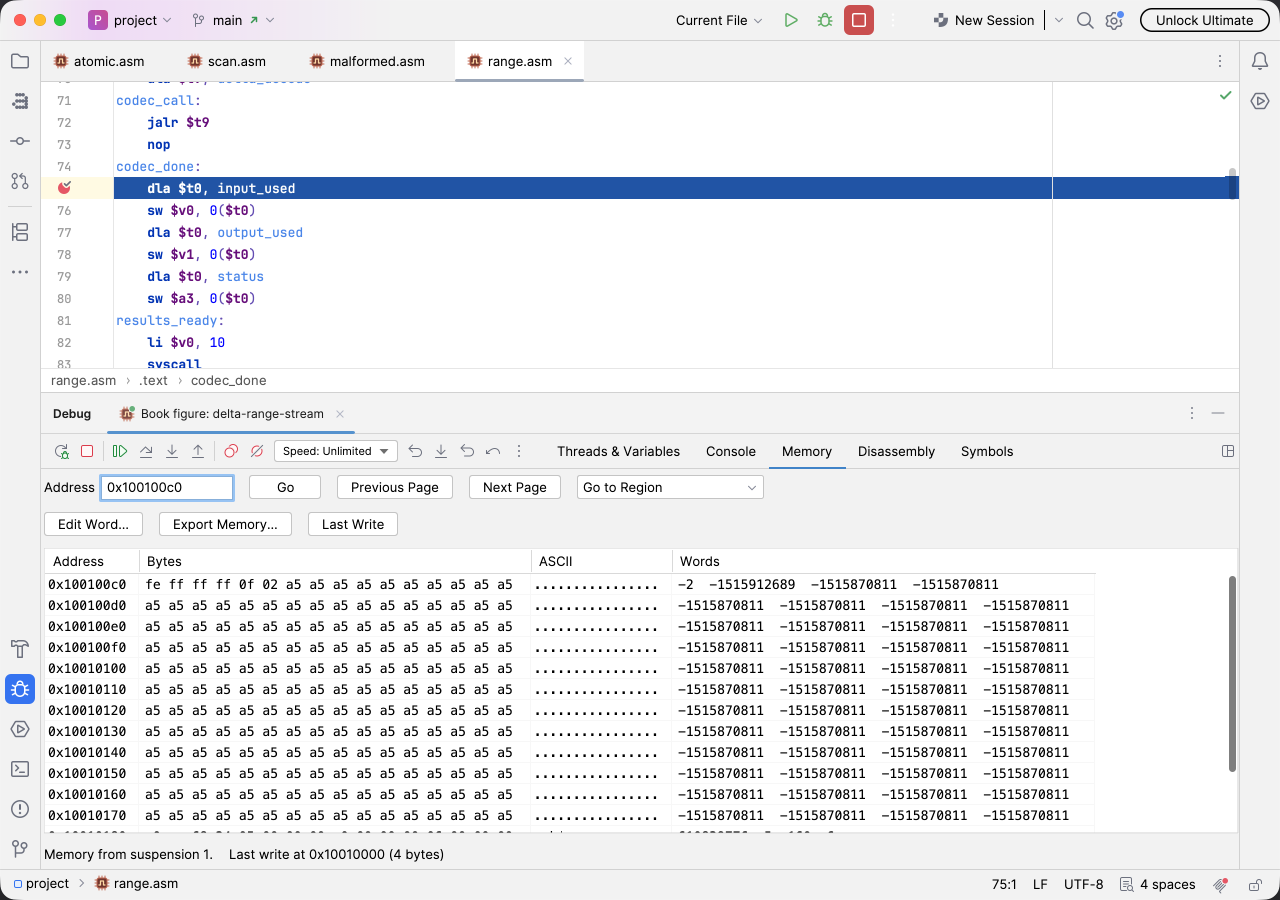 P project main Current File New Session Unlock Ultimate
atomic.asm scan.asm malformed.asm range.asm
71 codec_call:
72 jalr $t9
73 nop
74 codec_done:
dla $t0, input_used
76 sw $v0, 0($t0)
77 dla $t0, output_used
78 sw $v1, 0($t0)
79 dla $t0, status
80 sw $a3, 0($t0)
81 results_ready:
82 li $v0, 10
83 syscall
range.asm › .text › codec_done
Debug Book figure: delta-range-stream
Speed: Unlimited Threads & Variables Console Memory Disassembly Symbols
Address 0x100100c0 Go Previous Page Next Page Go to Region
Edit Word... Export Memory... Last Write
Address Bytes ASCII Words
0x100100c0 fe ff ff ff 0f 02 a5 a5 a5 a5 a5 a5 a5 a5 a5 a5 ................ -2 -1515912689 -1515870811 -1515870811
0x100100d0 a5 a5 a5 a5 a5 a5 a5 a5 a5 a5 a5 a5 a5 a5 a5 a5 ................ -1515870811 -1515870811 -1515870811 -1515870811
0x100100e0 a5 a5 a5 a5 a5 a5 a5 a5 a5 a5 a5 a5 a5 a5 a5 a5 ................ -1515870811 -1515870811 -1515870811 -1515870811
0x100100f0 a5 a5 a5 a5 a5 a5 a5 a5 a5 a5 a5 a5 a5 a5 a5 a5 ................ -1515870811 -1515870811 -1515870811 -1515870811
0x10010100 a5 a5 a5 a5 a5 a5 a5 a5 a5 a5 a5 a5 a5 a5 a5 a5 ................ -1515870811 -1515870811 -1515870811 -1515870811
0x10010110 a5 a5 a5 a5 a5 a5 a5 a5 a5 a5 a5 a5 a5 a5 a5 a5 ................ -1515870811 -1515870811 -1515870811 -1515870811
0x10010120 a5 a5 a5 a5 a5 a5 a5 a5 a5 a5 a5 a5 a5 a5 a5 a5 ................ -1515870811 -1515870811 -1515870811 -1515870811
0x10010130 a5 a5 a5 a5 a5 a5 a5 a5 a5 a5 a5 a5 a5 a5 a5 a5 ................ -1515870811 -1515870811 -1515870811 -1515870811
0x10010140 a5 a5 a5 a5 a5 a5 a5 a5 a5 a5 a5 a5 a5 a5 a5 a5 ................ -1515870811 -1515870811 -1515870811 -1515870811
0x10010150 a5 a5 a5 a5 a5 a5 a5 a5 a5 a5 a5 a5 a5 a5 a5 a5 ................ -1515870811 -1515870811 -1515870811 -1515870811
0x10010160 a5 a5 a5 a5 a5 a5 a5 a5 a5 a5 a5 a5 a5 a5 a5 a5 ................ -1515870811 -1515870811 -1515870811 -1515870811
0x10010170 a5 a5 a5 a5 a5 a5 a5 a5 a5 a5 a5 a5 a5 a5 a5 a5 ................ -1515870811 -1515870811 -1515870811 -1515870811
Memory from suspension 1. Last write at 0x10010000 (4 bytes)
project › range.asm 75:1 LF UTF-8 4 spaces